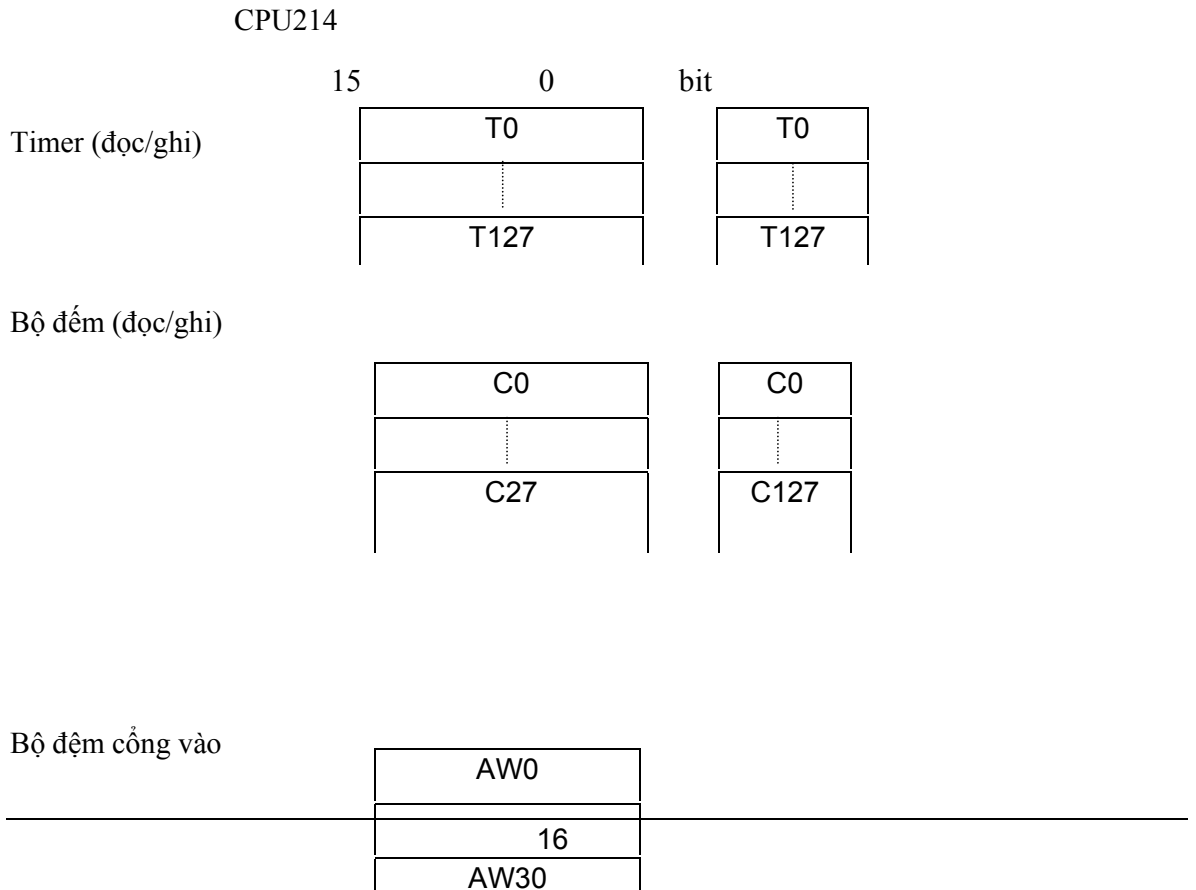 CPU214
15 0 bit
Timer (đọc/ghi) T0 T0
T127 T127
Bộ đếm (đọc/ghi)
C0 C0
C27 C127
Bộ đệm cổng vào
AW0
16
AW30